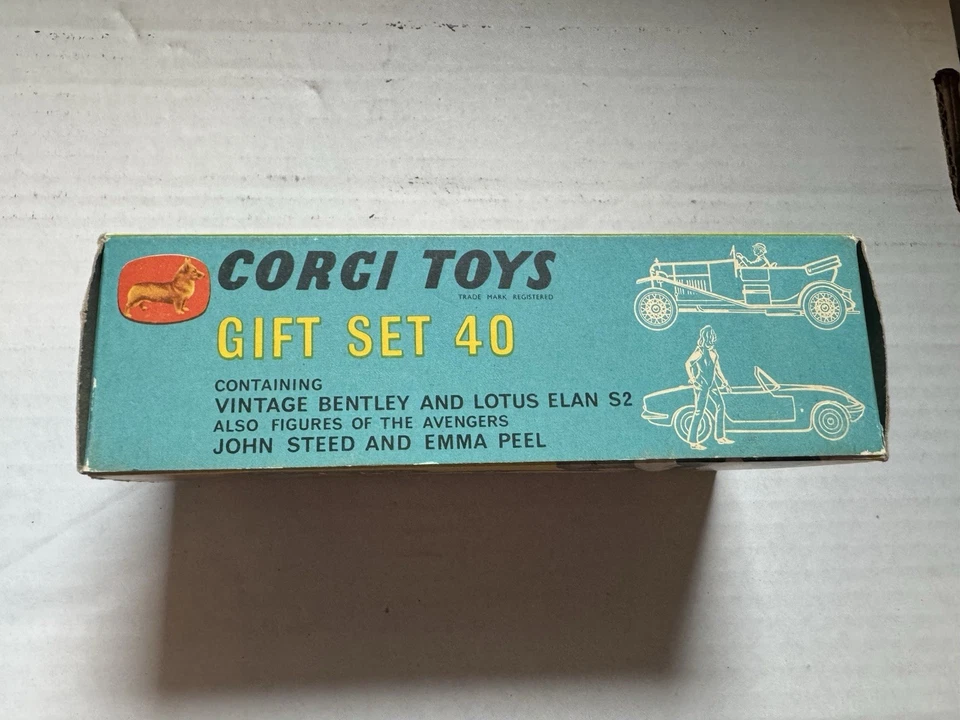 CORGI TOYS
TRADE MARK REGISTERED
GIFT SET 40
CONTAINING
VINTAGE BENTLEY AND LOTUS ELAN S2
ALSO FIGURES OF THE AVENGERS
JOHN STEED AND EMMA PEEL